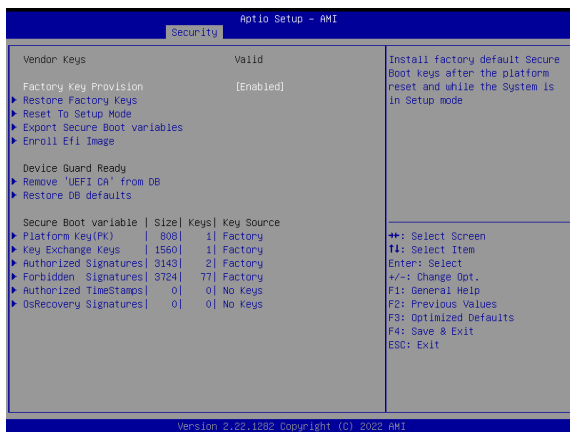 Aptio Setup - AMI
Security
Vendor Keys Valid
Factory Key Provision [Enabled]
▶ Restore Factory Keys
▶ Reset To Setup Mode
▶ Export Secure Boot variables
▶ Enroll Efi Image
Device Guard Ready
▶ Remove 'UEFI CA' from DB
▶ Restore DB defaults
Secure Boot variable | Size| Keys| Key Source
▶ Platform Key(PK) | 808| 1| Factory
▶ Key Exchange Keys | 1560| 1| Factory
▶ Authorized Signatures| 3143| 2| Factory
▶ Forbidden Signatures| 3724| 77| Factory
▶ Authorized TimeStamps| 0| 0| No Keys
▶ OsRecovery Signatures| 0| 0| No Keys
Install factory default Secure
Boot keys after the platform
reset and while the System is
in Setup mode
→←: Select Screen
↑↓: Select Item
Enter: Select
+/-: Change Opt.
F1: General Help
F2: Previous Values
F3: Optimized Defaults
F4: Save & Exit
ESC: Exit
Version 2.22.1282 Copyright (C) 2022 AMI